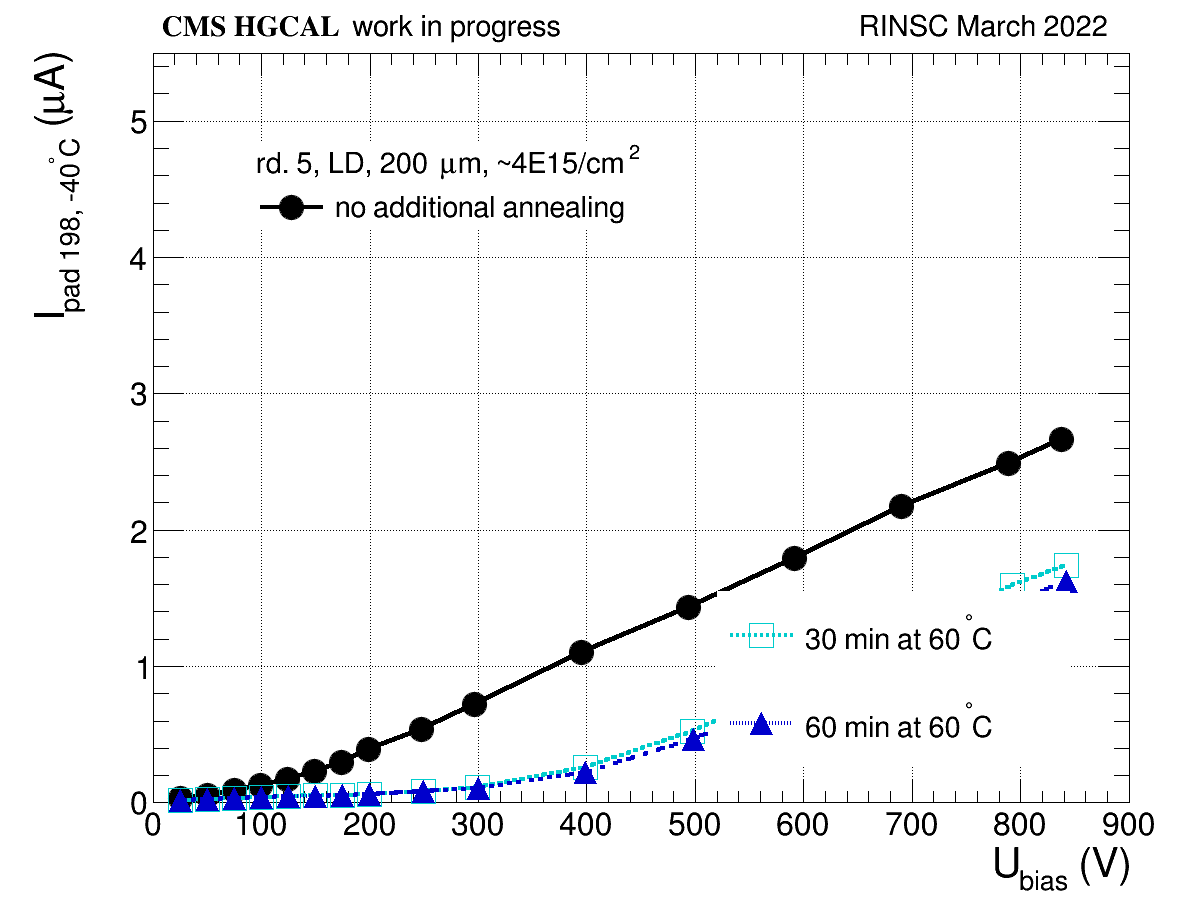 CMS HGCAL work in progress RINSC March 2022
I pad 198, -40°C (μA)
5
4
3
2
1
0
rd. 5, LD, 200 μm, ~4E15/cm²
no additional annealing
30 min at 60°C
60 min at 60°C
0 100 200 300 400 500 600 700 800 900
U bias (V)